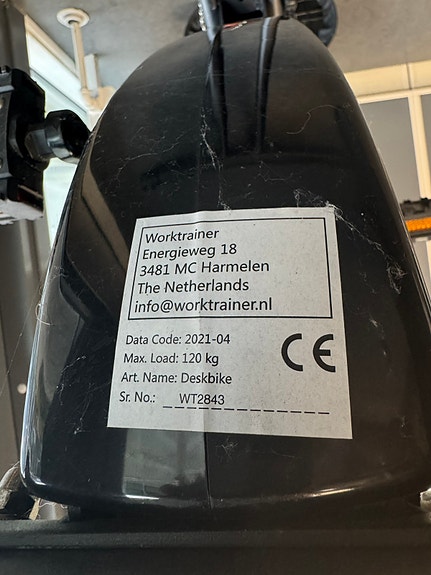 Worktrainer
Energieweg 18
3481 MC Harmelen
The Netherlands
info@worktrainer.nl
Data Code: 2021-04
Max. Load: 120 kg
Art. Name: Deskbike
Sr. No.: WT2843
CE